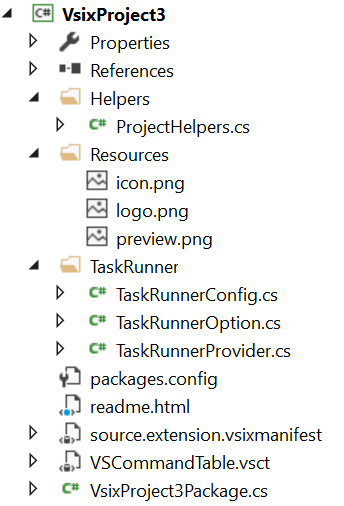 VsixProject3
Properties
References
Helpers
ProjectHelpers.cs
Resources
icon.png
logo.png
preview.png
TaskRunner
TaskRunnerConfig.cs
TaskRunnerOption.cs
TaskRunnerProvider.cs
packages.config
readme.html
source.extension.vsixmanifest
VSCommandTable.vsct
VsixProject3Package.cs